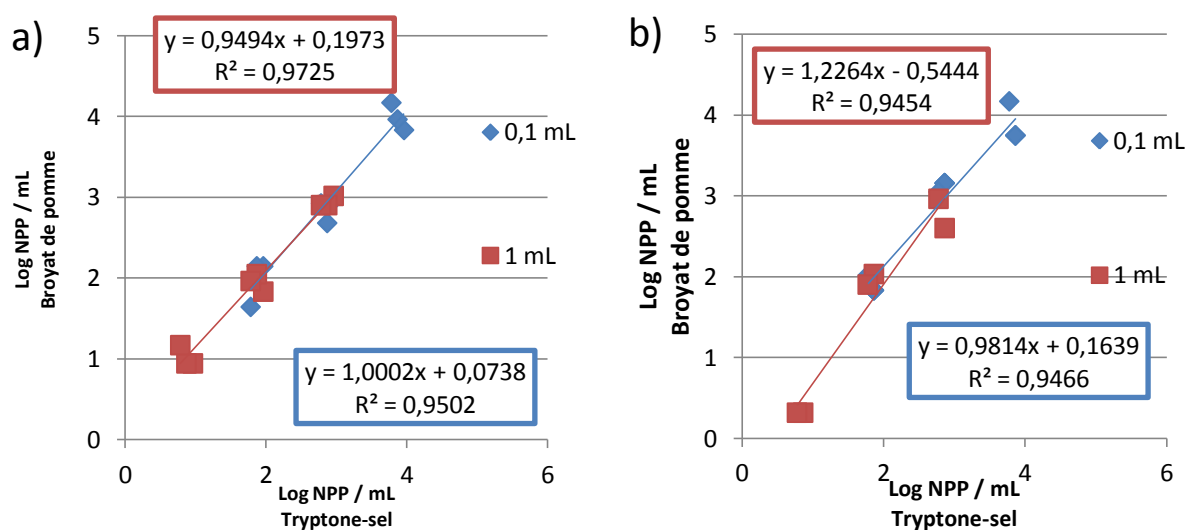 a)
y = 0,9494x + 0,1973
R² = 0,9725
5
4
3
2
1
0
Log NPP / mL
Broyat de pomme
0,1 mL
1 mL
y = 1,0002x + 0,0738
R² = 0,9502
0
2
4
6
Log NPP / mL
Tryptone-sel
b)
y = 1,2264x - 0,5444
R² = 0,9454
5
4
3
2
1
0
Log NPP / mL
Broyat de pomme
0,1 mL
1 mL
y = 0,9814x + 0,1639
R² = 0,9466
0
2
4
6
Log NPP / mL
Tryptone-sel